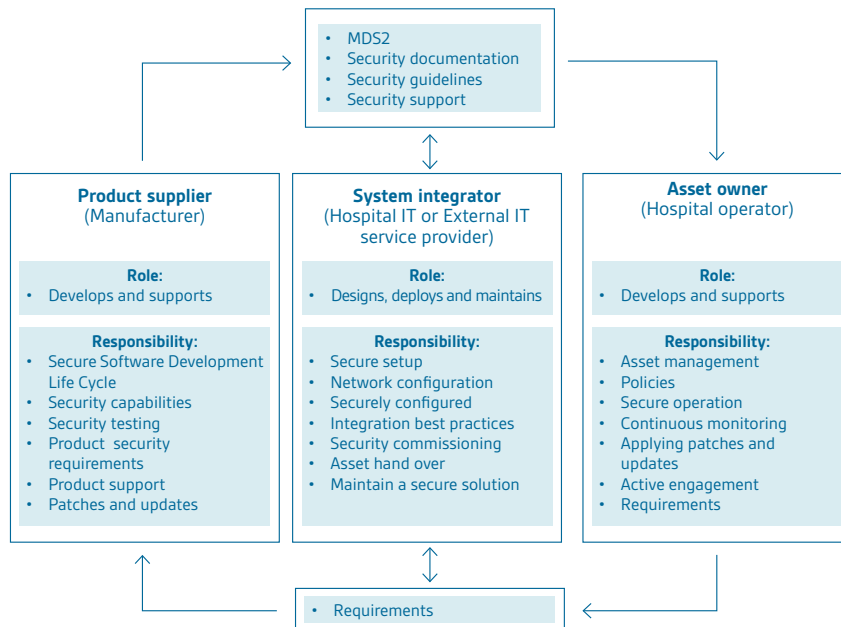 • MDS2
• Security documentation
• Security guidelines
• Security support
Product supplier
(Manufacturer)
Role:
• Develops and supports
Responsibility:
• Secure Software Development
Life Cycle
• Security capabilities
• Security testing
• Product security
requirements
• Product support
• Patches and updates
System integrator
(Hospital IT or External IT
service provider)
Role:
• Designs, deploys and maintains
Responsibility:
• Secure setup
• Network configuration
• Securely configured
• Integration best practices
• Security commissioning
• Asset hand over
• Maintain a secure solution
Asset owner
(Hospital operator)
Role:
• Develops and supports
Responsibility:
• Asset management
• Policies
• Secure operation
• Continuous monitoring
• Applying patches and
updates
• Active engagement
• Requirements
• Requirements